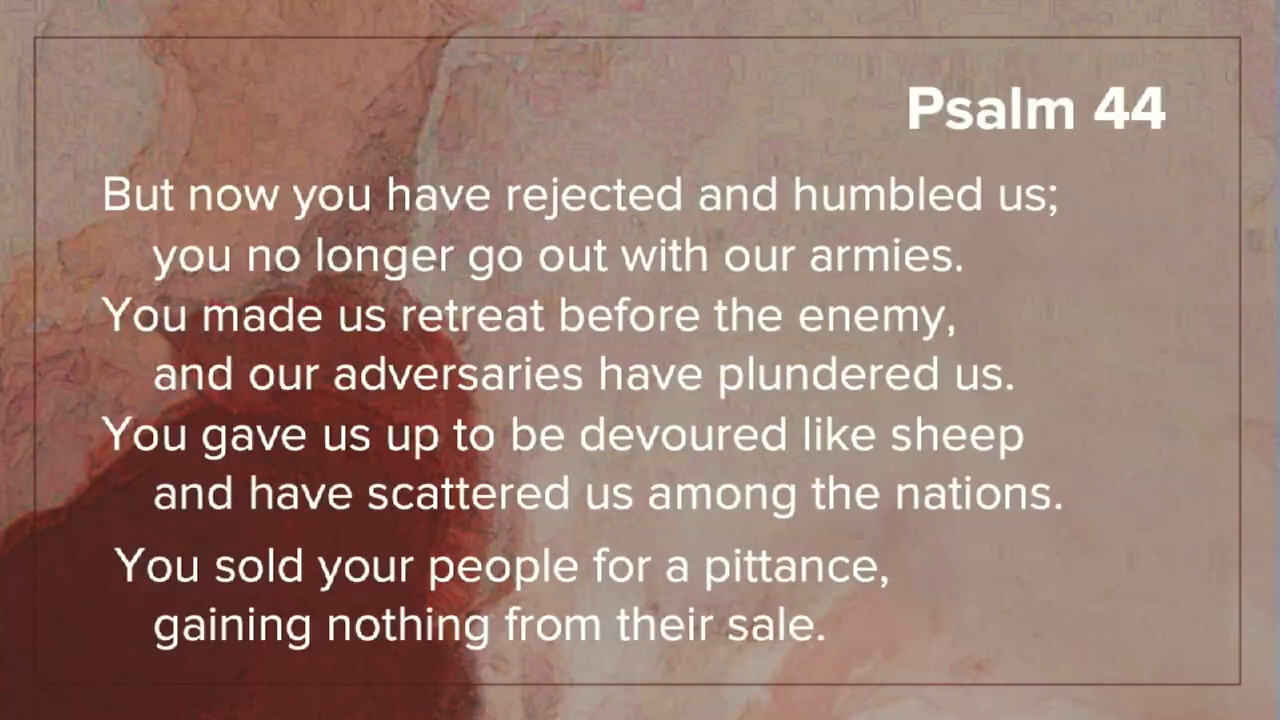 Psalm 44
But now you have rejected and humbled us;
you no longer go out with our armies.
You made us retreat before the enemy,
and our adversaries have plundered us.
You gave us up to be devoured like sheep
and have scattered us among the nations.
You sold your people for a pittance,
gaining nothing from their sale.